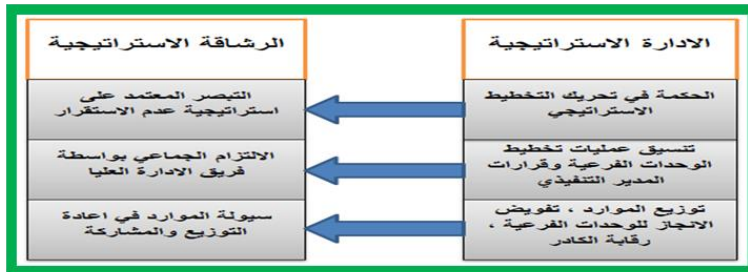 الادارة الاستراتيجية
الرشاقة الاستراتيجية
الحكمة في تحريك التخطيط
الاستراتيجي
التبصر المعتمد على
استراتيجية عدم الاستقرار
تنسيق عمليات تخطيط
الوحدات الفرعية وقرارات
المدير التنفيذي
الالتزام الجماعي بواسطة
فريق الادارة العليا
توزيع الموارد ، تفويض
الانجاز للوحدات الفرعية ،
رقابة الكادر
سيولة الموارد في اعادة
التوزيع والمشاركة